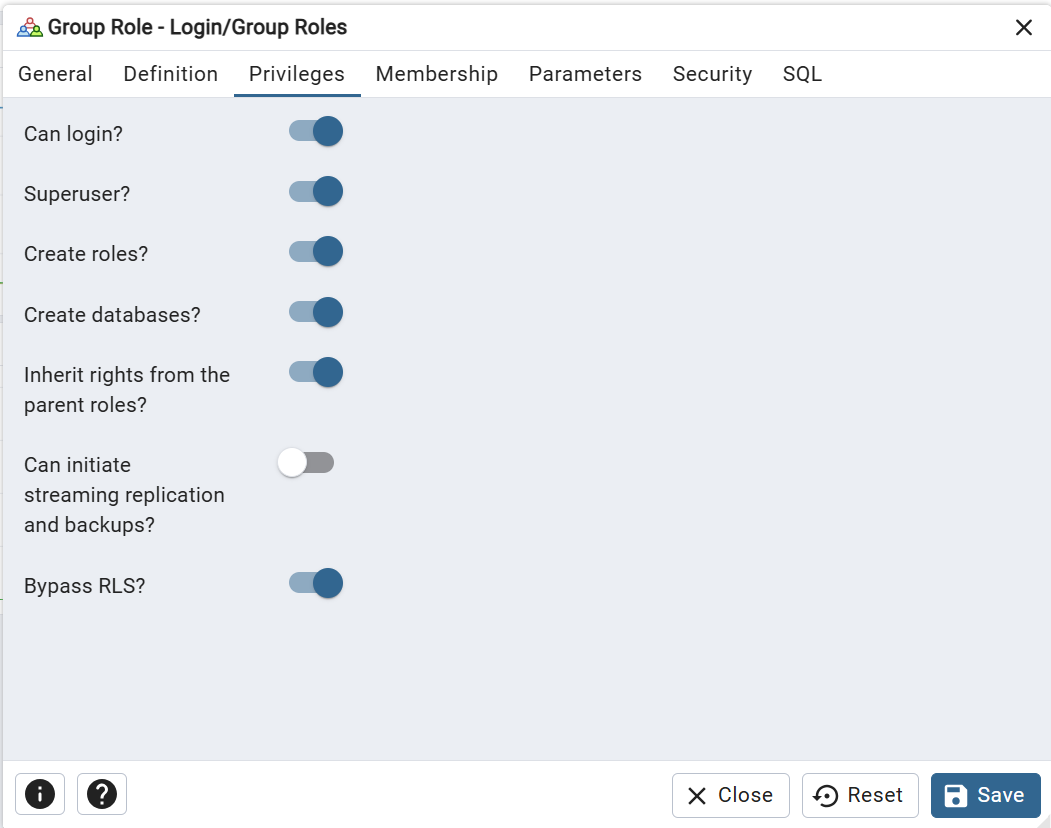 Group Role - Login/Group Roles
General Definition Privileges Membership Parameters Security SQL
Can login?
Superuser?
Create roles?
Create databases?
Inherit rights from the
parent roles?
Can initiate
streaming replication
and backups?
Bypass RLS?
Close Reset Save